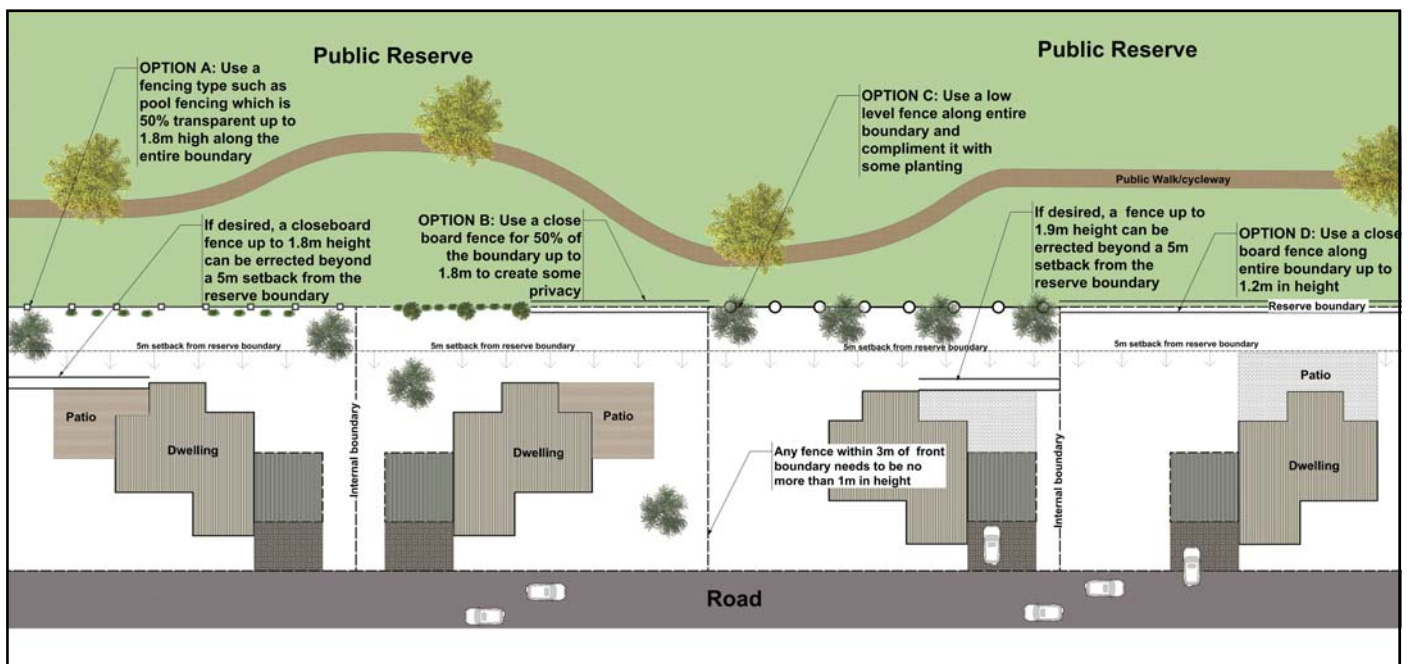 Public Reserve
Public Reserve
OPTION A: Use a
fencing type such as
pool fencing which is
50% transparent up to
1.8m high along the
entire boundary
OPTION C: Use a low
level fence along entire
boundary and
compliment it with
some planting
Public Walk/cycleway
If desired, a closeboard
fence up to 1.8m height
can be errected beyond
a 5m setback from the
reserve boundary
OPTION B: Use a close
board fence for 50% of
the boundary up to
1.8m to create some
privacy
If desired, a fence up to
1.9m height can be
errected beyond a 5m
setback from the
reserve boundary
OPTION D: Use a close
board fence along
entire boundary up to
1.2m in height
Reserve boundary
5m setback from reserve boundary
5m setback from reserve boundary
5m setback from reserve boundary
5m setback from reserve boundary
Patio
Dwelling
Internal boundary
Dwelling
Patio
Any fence within 3m of front
boundary needs to be no
more than 1m in height
Internal boundary
Patio
Dwelling
Road